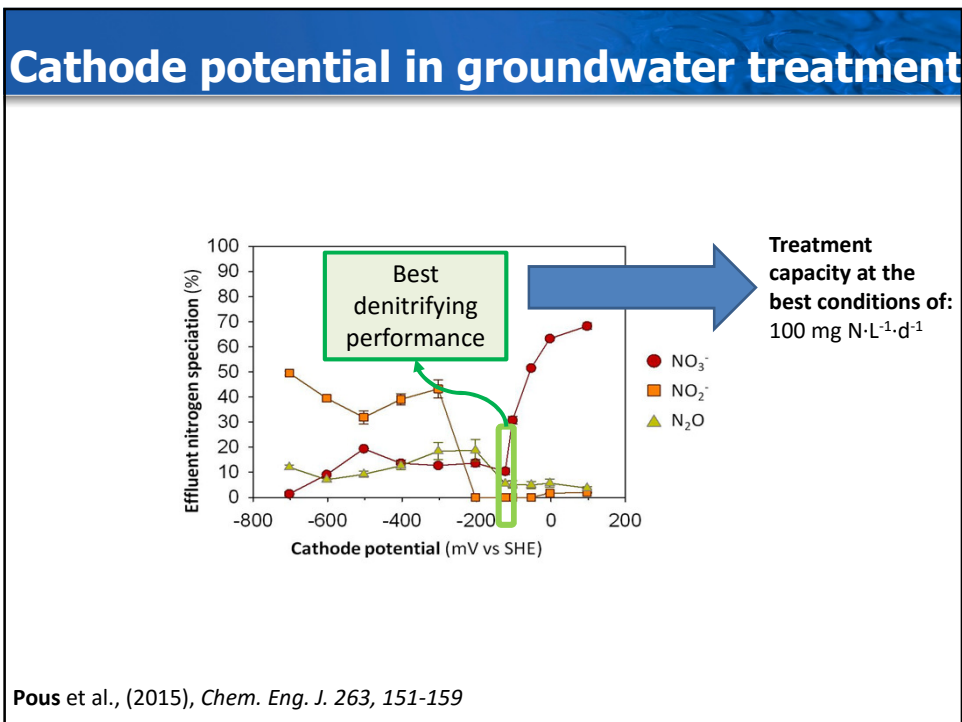 Cathode potential in groundwater treatment
100
90
80
70
60
50
40
30
20
10
0
Effluent nitrogen speciation (%)
-800
-600
-400
-200
0
200
Cathode potential (mV vs SHE)
Best
denitrifying
performance
NO₃⁻
NO₂⁻
N₂O
Treatment
capacity at the
best conditions of:
100 mg N·L⁻¹·d⁻¹
Pous et al., (2015), Chem. Eng. J. 263, 151-159